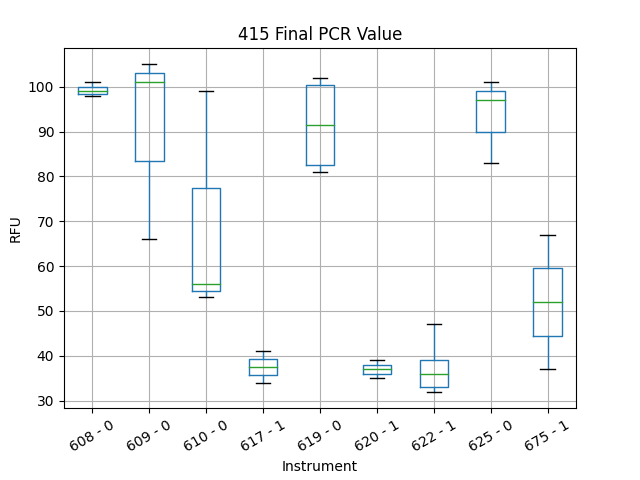 415 Final PCR Value
100
90
80
70
60
50
40
30
RFU
608 - 0
609 - 0
610 - 0
617 - 1
619 - 0
620 - 1
622 - 1
625 - 0
675 - 1
Instrument